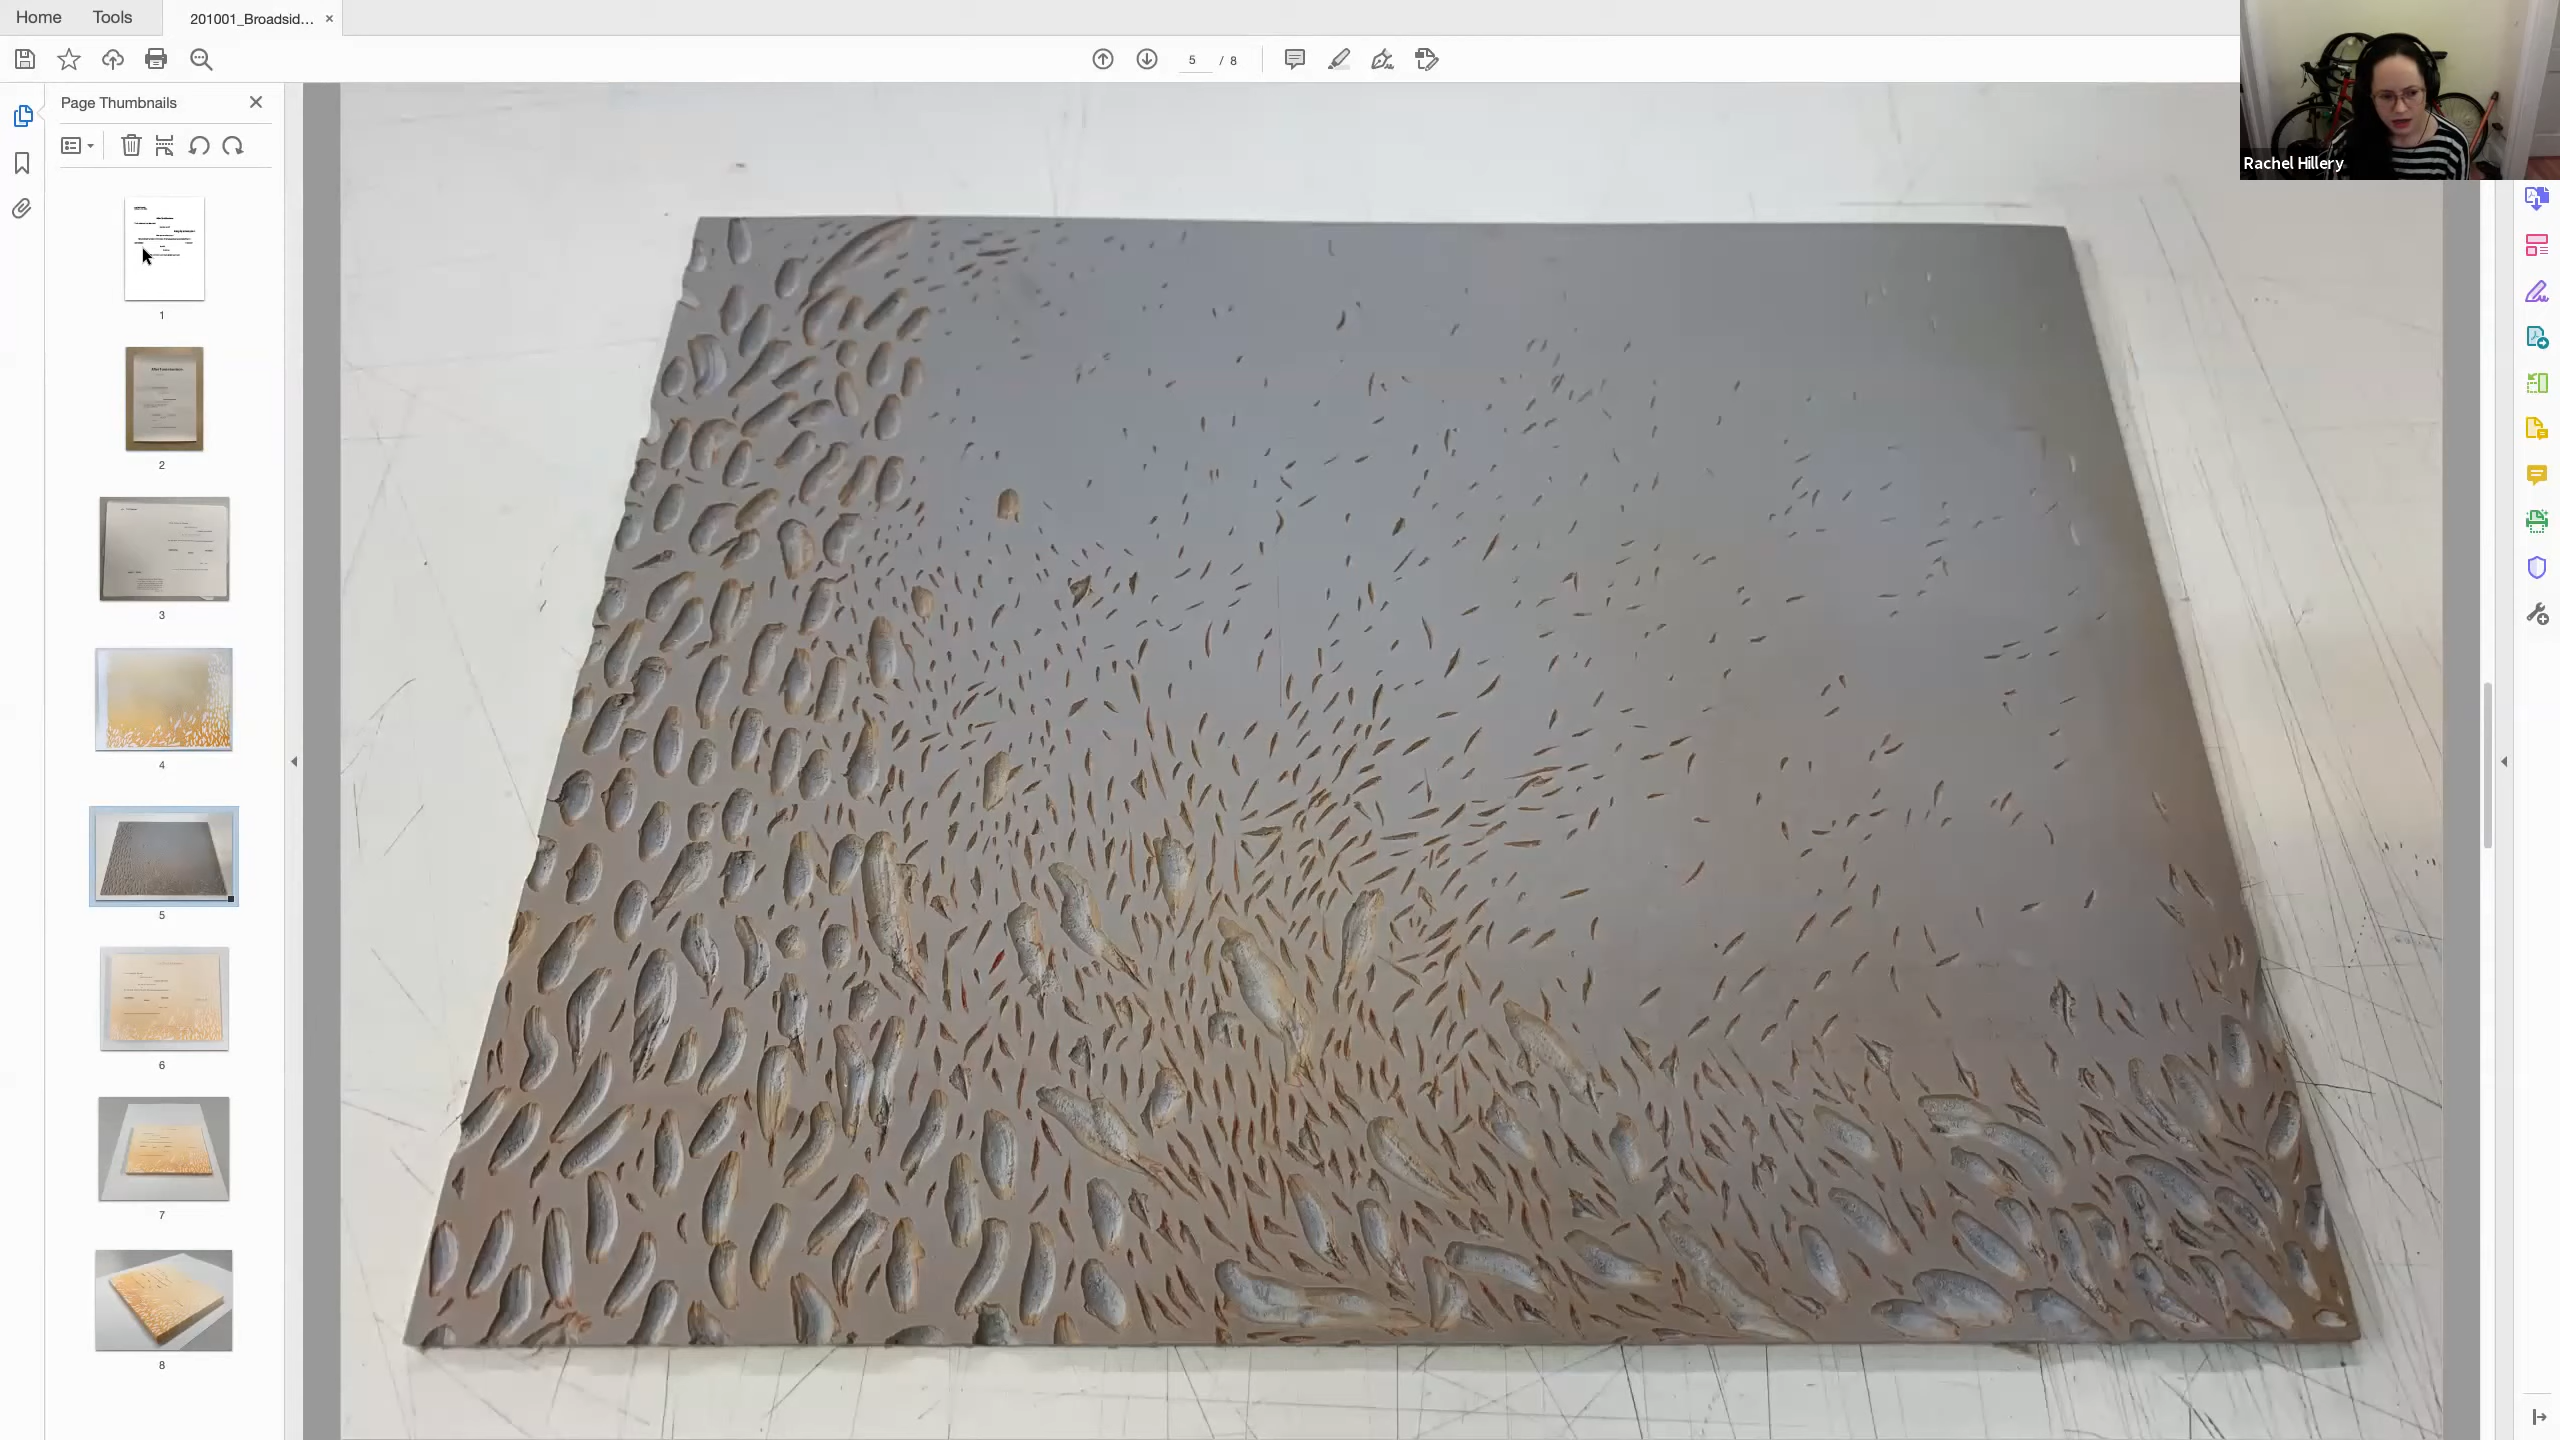 Home
Tools
201001_Broadsid...
5 / 8
Rachel Hillery
Page Thumbnails
1
2
3
4
5
6
7
8